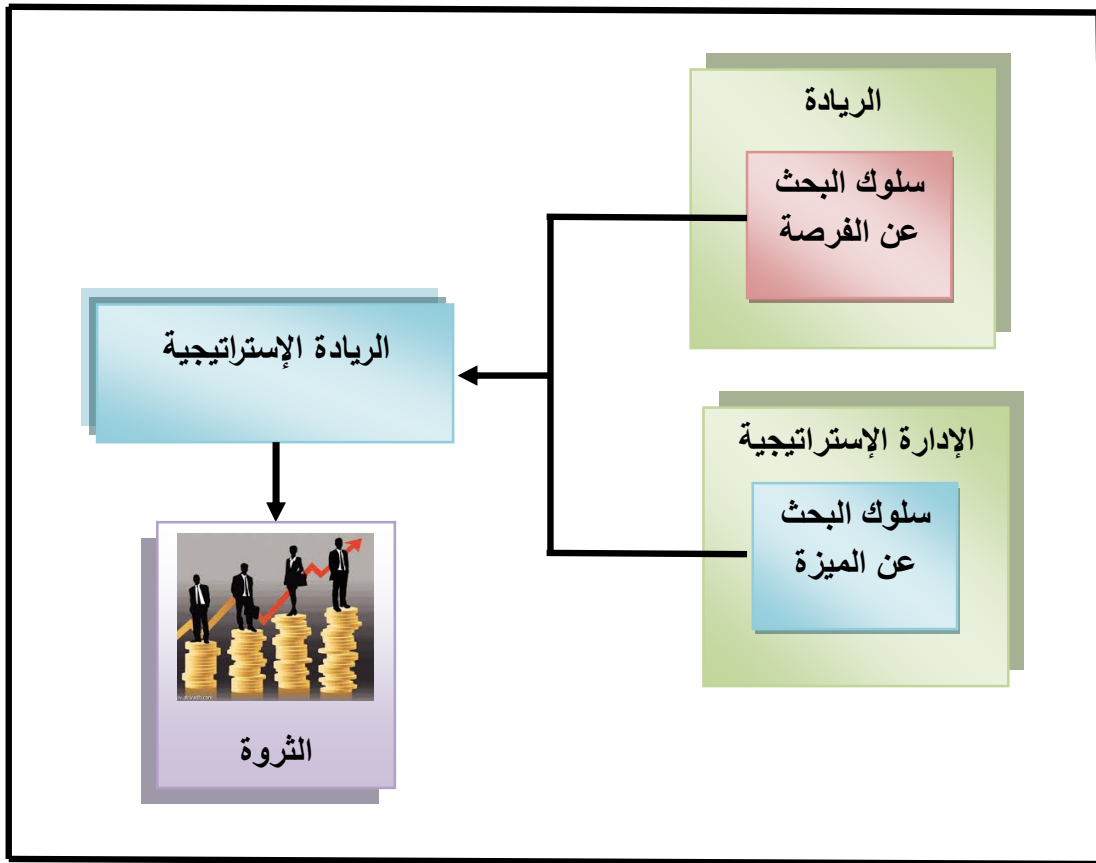 الريادة
سلوك البحث
عن الفرصة
الريادة الإستراتيجية
الإدارة الإستراتيجية
سلوك البحث
عن الميزة
الثروة